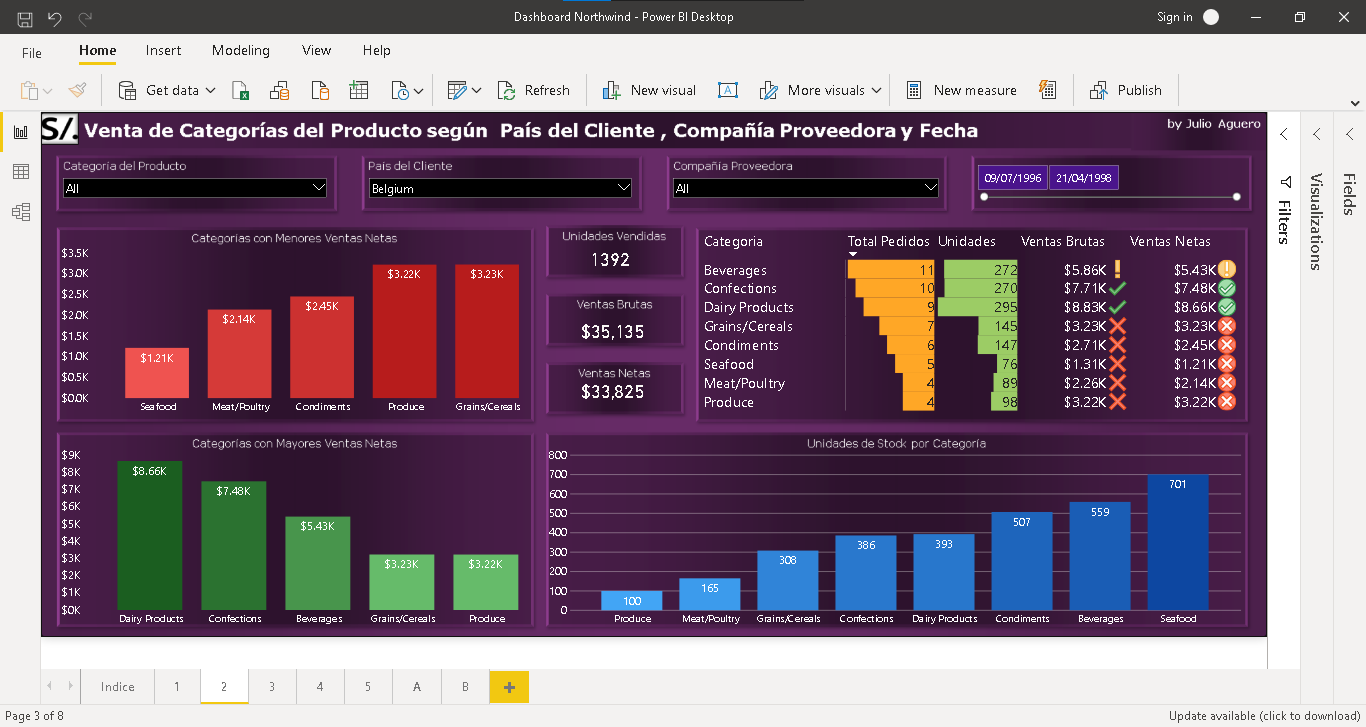 Dashboard Northwind - Power BI Desktop
Sign in
File Home Insert Modeling View Help
Get data Refresh New visual More visuals New measure Publish
S/. Venta de Categorías del Producto según País del Cliente , Compañía Proveedora y Fecha
by Julio Aguero
Categoría del Producto
All
País del Cliente
Belgium
Compañía Proveedora
All
09/07/1996 21/04/1998
Filters
Visualizations
Fields
Categorías con Menores Ventas Netas
$3.5K
$3.0K
$2.5K
$2.0K
$1.5K
$1.0K
$0.5K
$0.0K
$1.21K $2.14K $2.45K $3.22K $3.23K
Seafood Meat/Poultry Condiments Produce Grains/Cereals
Unidades Vendidas
1392
Ventas Brutas
$35,135
Ventas Netas
$33,825
Categoria Total Pedidos Unidades Ventas Brutas Ventas Netas
Beverages 11 272 $5.86K $5.43K
Confections 10 270 $7.71K $7.48K
Dairy Products 9 295 $8.83K $8.66K
Grains/Cereals 7 145 $3.23K $3.23K
Condiments 6 147 $2.71K $2.45K
Seafood 5 76 $1.31K $1.21K
Meat/Poultry 4 89 $2.26K $2.14K
Produce 4 98 $3.22K $3.22K
Categorías con Mayores Ventas Netas
$9K
$8K
$7K
$6K
$5K
$4K
$3K
$2K
$1K
$0K
$8.66K $7.48K $5.43K $3.23K $3.22K
Dairy Products Confections Beverages Grains/Cereals Produce
Unidades de Stock por Categoría
800
700
600
500
400
300
200
100
0
100 165 308 386 393 507 559 701
Produce Meat/Poultry Grains/Cereals Confections Dairy Products Condiments Beverages Seafood
Indice 1 2 3 4 5 A B
Page 3 of 8
Update available (click to download)